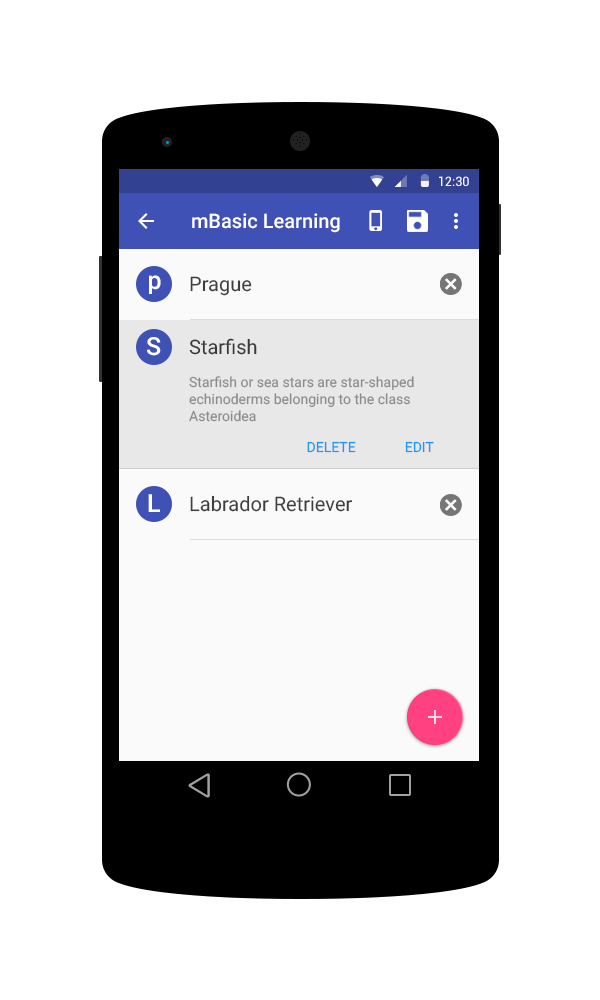 12:30
mBasic Learning
p
Prague
S
Starfish
Starfish or sea stars are star-shaped
echinoderms belonging to the class
Asteroidea
DELETE EDIT
L
Labrador Retriever